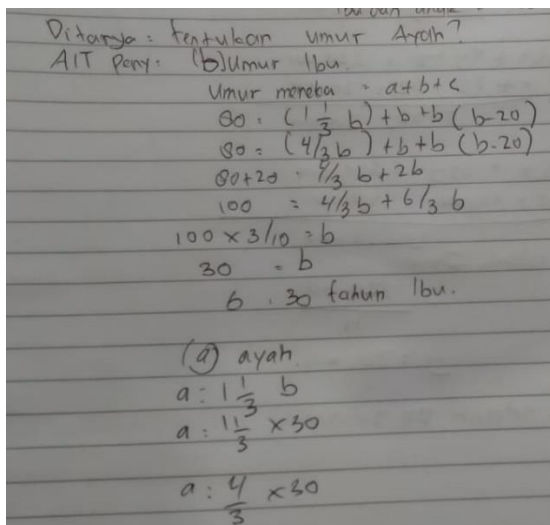 Ditanya = tentukan umur Ayah?
AlT Peny: (b) Umur Ibu
Umur mereka = a+b+c
80 = (1 1/3 b) + b + b (b-20)
80 = (4/3 b) + b + b (b-20)
80+20 = 4/3 b + 2b
100 = 4/3 b + 6/3 b
100 x 3/10 = b
30 = b
b = 30 tahun Ibu.
(a) ayah
a = 1 1/3 b
a = 1 1/3 x 30
a = 4/3 x 30